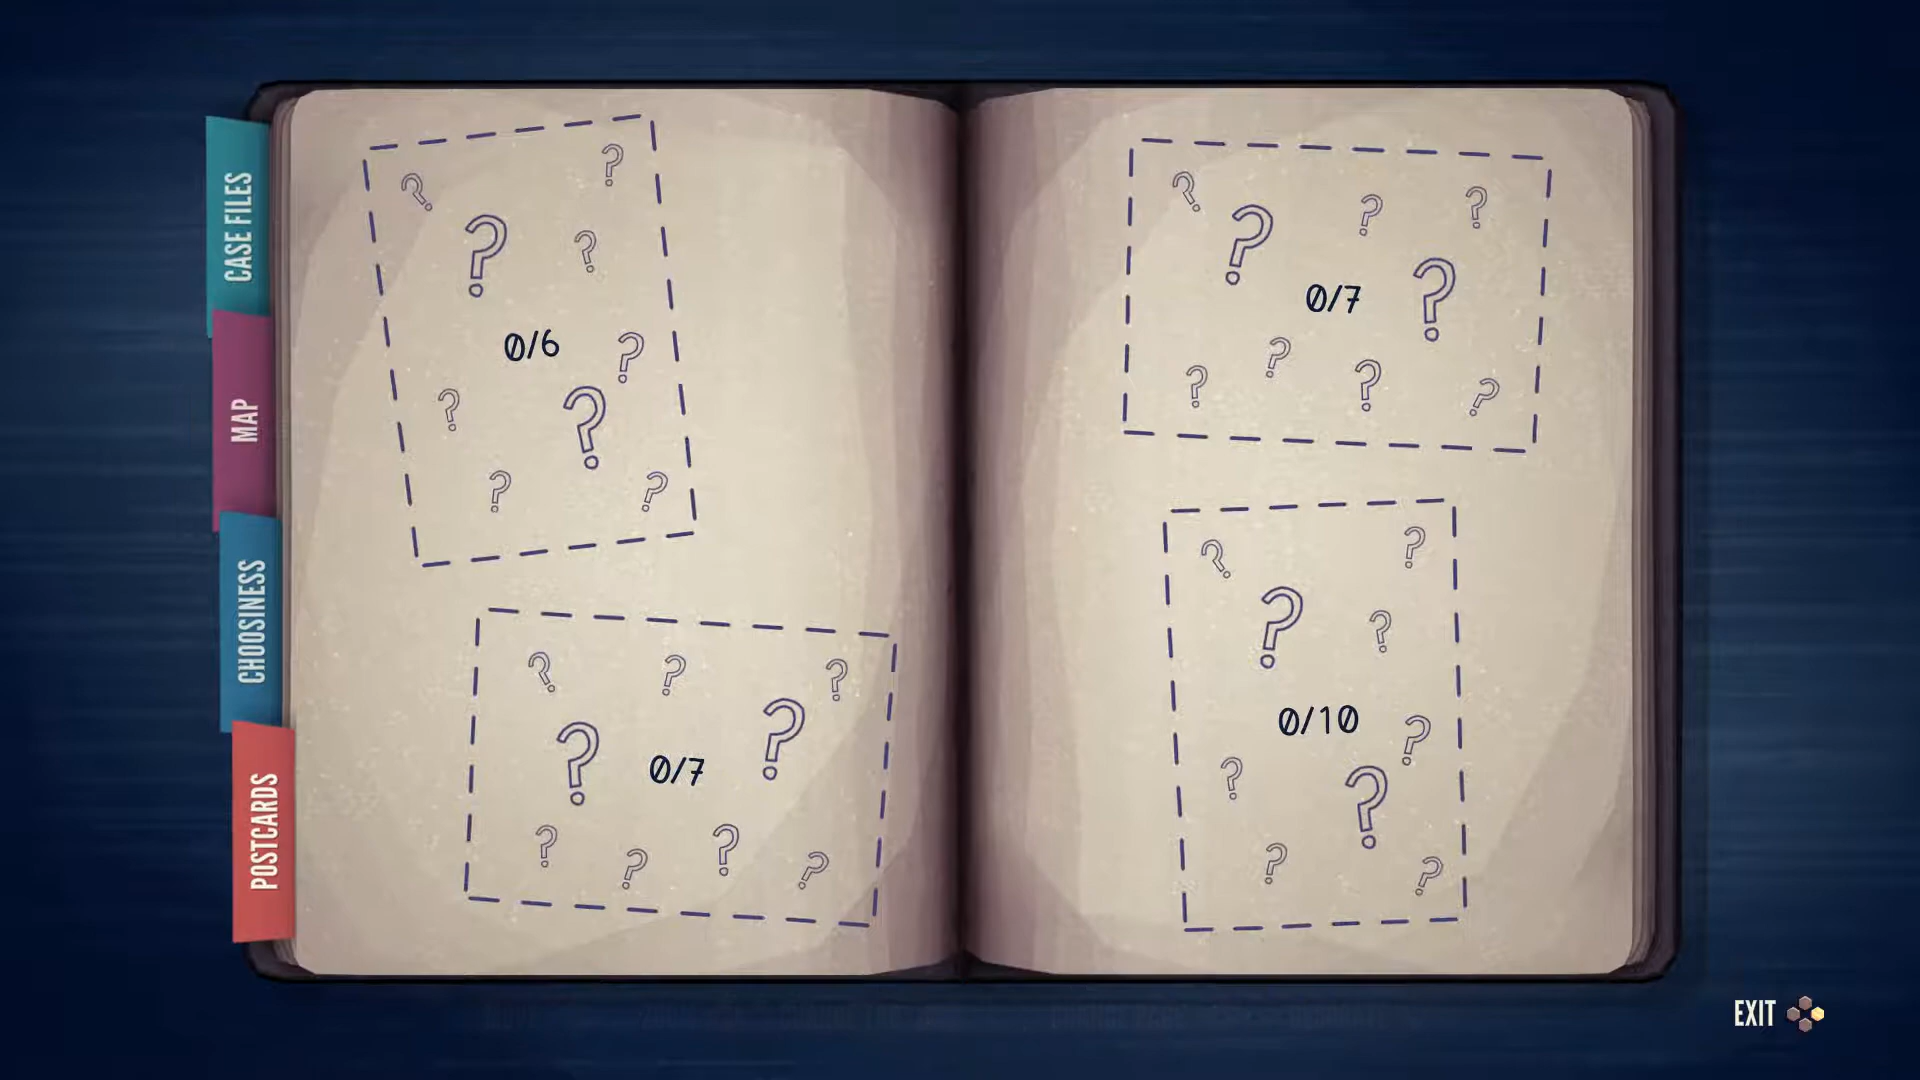 CASE FILES
MAP
CHOOSINESS
POSTCARDS
0/6
0/7
0/7
0/10
EXIT